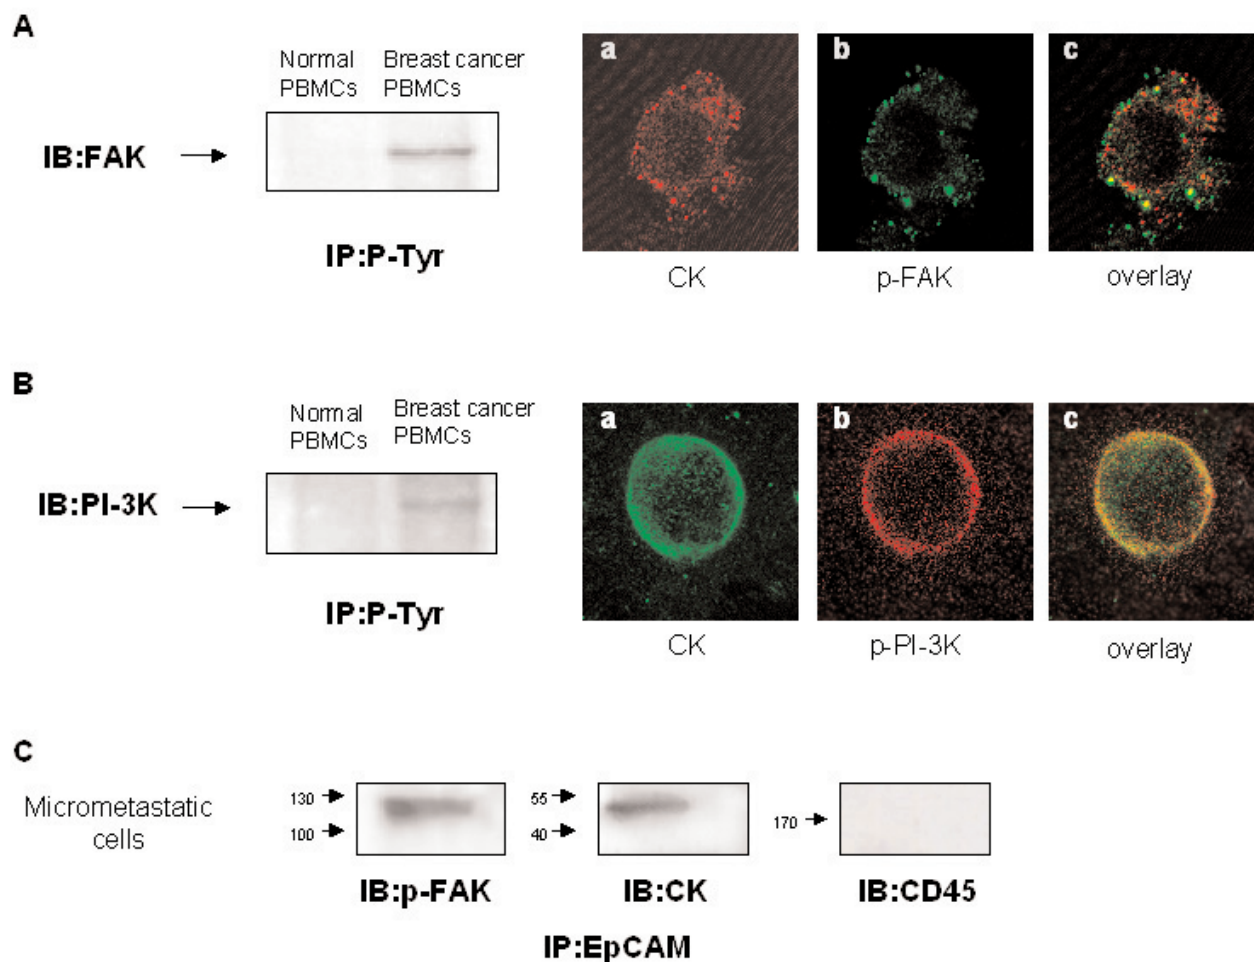 A
Normal
PBMCs
Breast cancer
PBMCs
IB:FAK
IP:P-Tyr
a
b
c
CK
p-FAK
overlay
B
Normal
PBMCs
Breast cancer
PBMCs
IB:PI-3K
IP:P-Tyr
a
b
c
CK
p-PI-3K
overlay
C
Micrometastatic
cells
130
100
55
40
170
IB:p-FAK
IB:CK
IB:CD45
IP:EpCAM